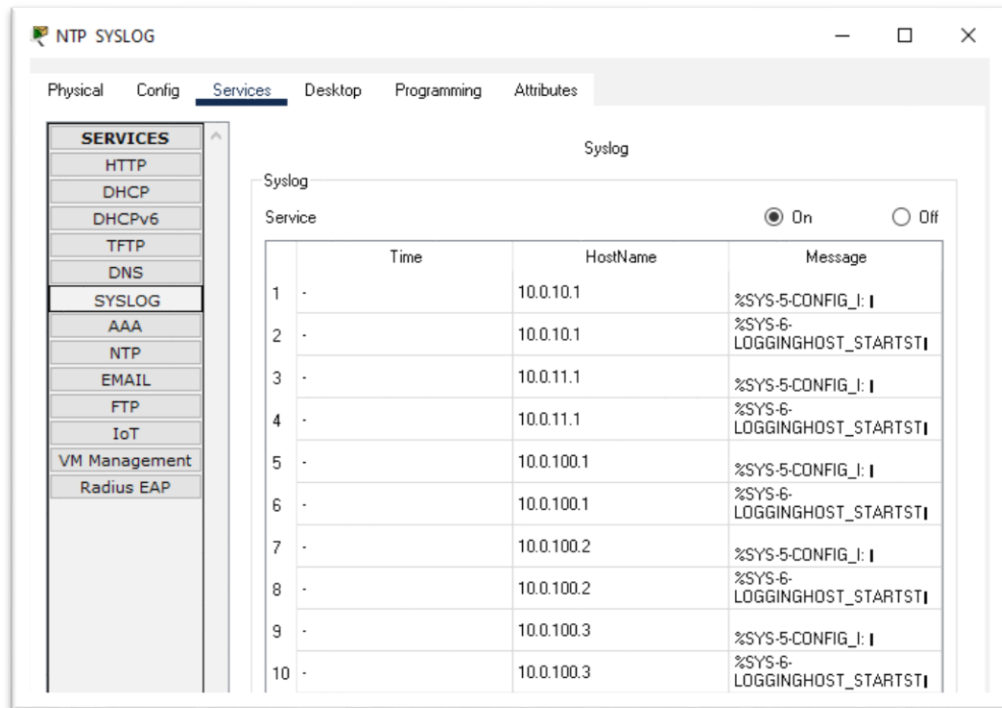 NTP SYSLOG
Physical Config Services Desktop Programming Attributes
SERVICES
HTTP
DHCP
DHCPv6
TFTP
DNS
SYSLOG
AAA
NTP
EMAIL
FTP
IoT
VM Management
Radius EAP
Syslog
Syslog
Service On Off
Time HostName Message
1 - 10.0.10.1 %SYS-5-CONFIG_I:
2 - 10.0.10.1 %SYS-6-
LOGGINGHOST_STARTST
3 - 10.0.11.1 %SYS-5-CONFIG_I:
4 - 10.0.11.1 %SYS-6-
LOGGINGHOST_STARTST
5 - 10.0.100.1 %SYS-5-CONFIG_I:
6 - 10.0.100.1 %SYS-6-
LOGGINGHOST_STARTST
7 - 10.0.100.2 %SYS-5-CONFIG_I:
8 - 10.0.100.2 %SYS-6-
LOGGINGHOST_STARTST
9 - 10.0.100.3 %SYS-5-CONFIG_I:
10 - 10.0.100.3 %SYS-6-
LOGGINGHOST_STARTST